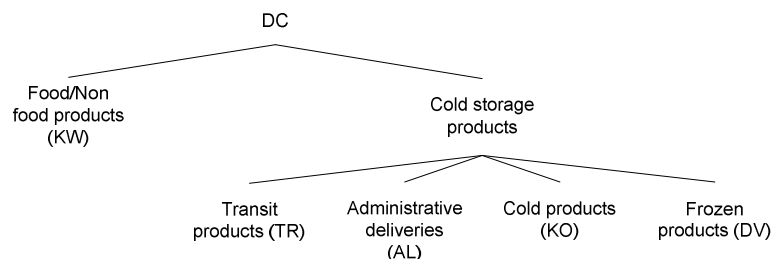 DC
Food/Non
food products
(KW)
Cold storage
products
Transit
products (TR)
Administrative
deliveries
(AL)
Cold products
(KO)
Frozen
products (DV)